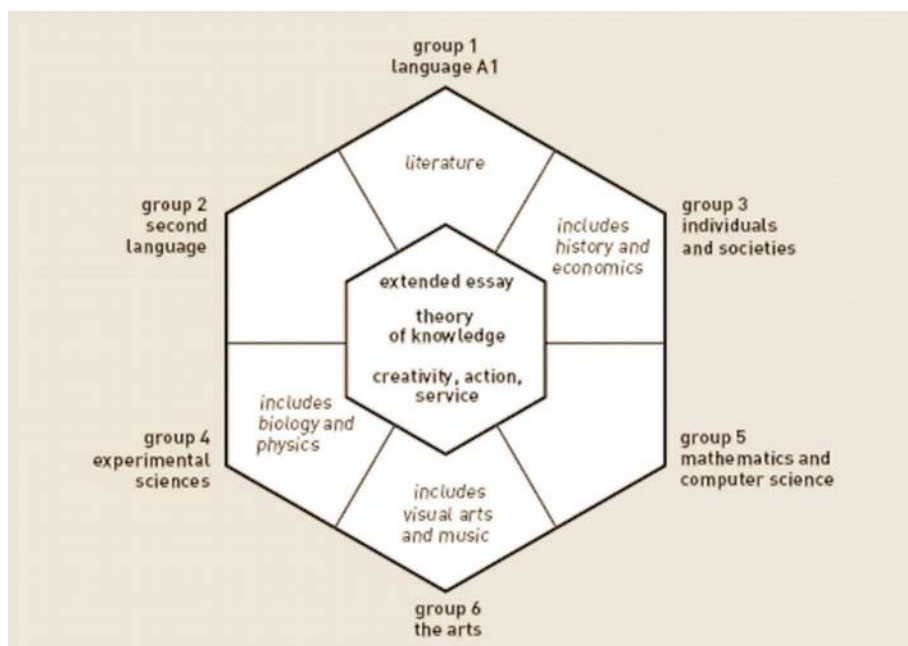 group 1
language A1
literature
group 2
second
language
group 3
individuals
and societies
includes
history and
economics
extended essay
theory
of knowledge
creativity, action,
service
includes
biology and
physics
group 4
experimental
sciences
group 5
mathematics and
computer science
includes
visual arts
and music
group 6
the arts